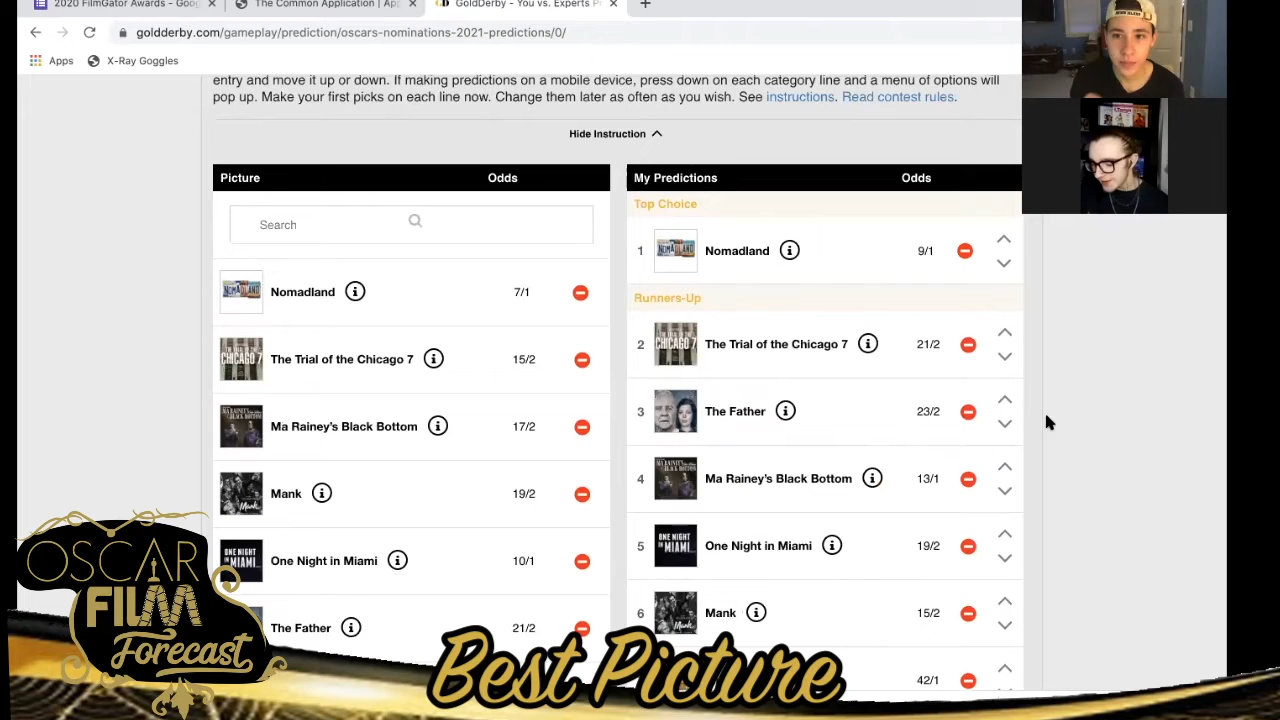 2020 FilmGator Awards - Goog
The Common Application | Ap
GoldDerby - You vs. Experts P
goldderby.com/gameplay/prediction/oscars-nominations-2021-predictions/0/
Apps
X-Ray Goggles
entry and move it up or down. If making predictions on a mobile device, press down on each category line and a menu of options will
pop up. Make your first picks on each line now. Change them later as often as you wish. See instructions. Read contest rules.
Hide Instruction
Picture Odds
Search
Nomadland 7/1
The Trial of the Chicago 7 15/2
Ma Rainey's Black Bottom 17/2
Mank 19/2
One Night in Miami 10/1
The Father 21/2
My Predictions Odds
Top Choice
1 Nomadland 9/1
Runners-Up
2 The Trial of the Chicago 7 21/2
3 The Father 23/2
4 Ma Rainey's Black Bottom 13/1
5 One Night in Miami 19/2
6 Mank 15/2
42/1
OSCAR
FILM
Forecast
Best Picture